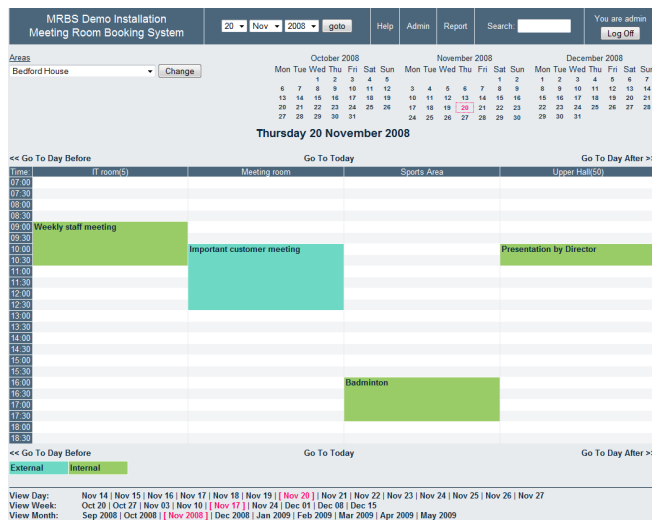 MRBS Demo Installation
Meeting Room Booking System
20 Nov 2008 goto
Help Admin Report Search:
You are admin
Log Off
Areas
Bedford House Change
October 2008
Mon Tue Wed Thu Fri Sat Sun
1 2 3 4 5
6 7 8 9 10 11 12
13 14 15 16 17 18 19
20 21 22 23 24 25 26
27 28 29 30 31
November 2008
Mon Tue Wed Thu Fri Sat Sun
1 2
3 4 5 6 7 8 9
10 11 12 13 14 15 16
17 18 19 20 21 22 23
24 25 26 27 28 29 30
December 2008
Mon Tue Wed Thu Fri Sat Sun
1 2 3 4 5 6 7
8 9 10 11 12 13 14
15 16 17 18 19 20 21
22 23 24 25 26 27 28
29 30 31
Thursday 20 November 2008
<< Go To Day Before Go To Today Go To Day After >>
Time: IT room(5) Meeting room Sports Area Upper Hall(50)
07:00
07:30
08:00
08:30
09:00 Weekly staff meeting
09:30
10:00 Important customer meeting Presentation by Director
10:30
11:00
11:30
12:00
12:30
13:00
13:30
14:00
14:30
15:00
15:30
16:00 Badminton
16:30
17:00
17:30
18:00
18:30
<< Go To Day Before Go To Today Go To Day After >>
External Internal
View Day: Nov 14 | Nov 15 | Nov 16 | Nov 17 | Nov 18 | Nov 19 | [ Nov 20 ] | Nov 21 | Nov 22 | Nov 23 | Nov 24 | Nov 25 | Nov 26 | Nov 27
View Week: Oct 20 | Oct 27 | Nov 03 | Nov 10 | [ Nov 17 ] | Nov 24 | Dec 01 | Dec 08 | Dec 15
View Month: Sep 2008 | Oct 2008 | [ Nov 2008 ] | Dec 2008 | Jan 2009 | Feb 2009 | Mar 2009 | Apr 2009 | May 2009